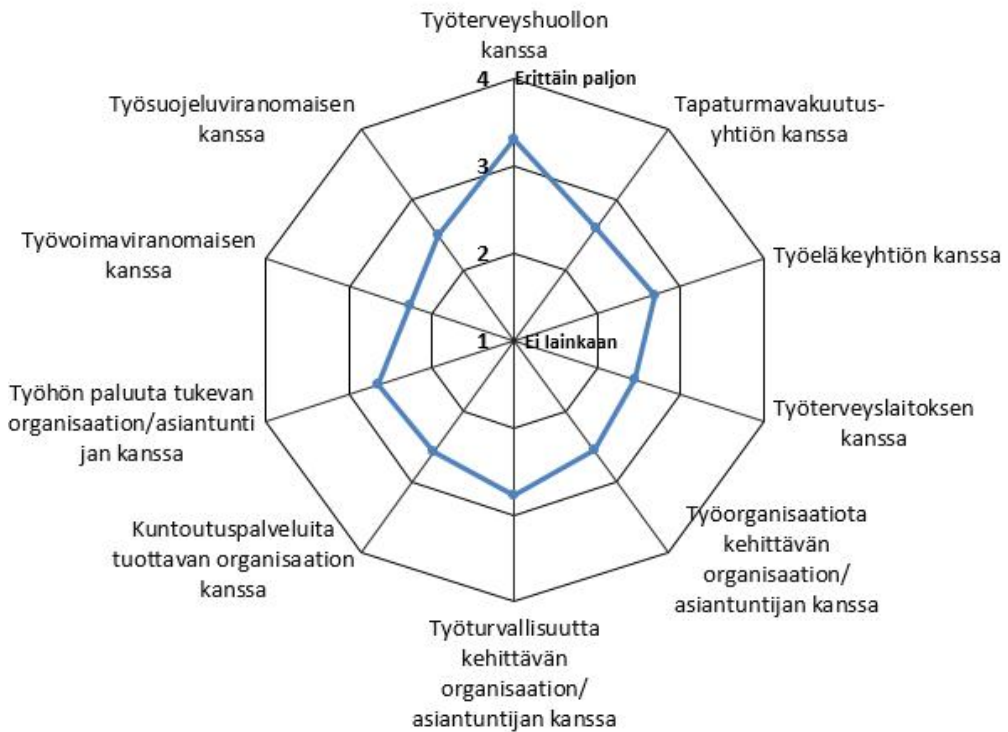 Työterveyshuollon
kanssa
4 Erittäin paljon
Tapaturmavakuutus-
yhtiön kanssa
Työeläkeyhtiön kanssa
Työterveyslaitoksen
kanssa
Työorganisaatiota
kehittävän
organisaation/
asiantuntijan kanssa
Työturvallisuutta
kehittävän
organisaation/
asiantuntijan kanssa
Kuntoutuspalveluita
tuottavan organisaation
kanssa
Työhön paluuta tukevan
organisaation/asiantunti
jan kanssa
Työvoimaviranomaisen
kanssa
Työsuojeluviranomaisen
kanssa
3
2
1 Ei lainkaan